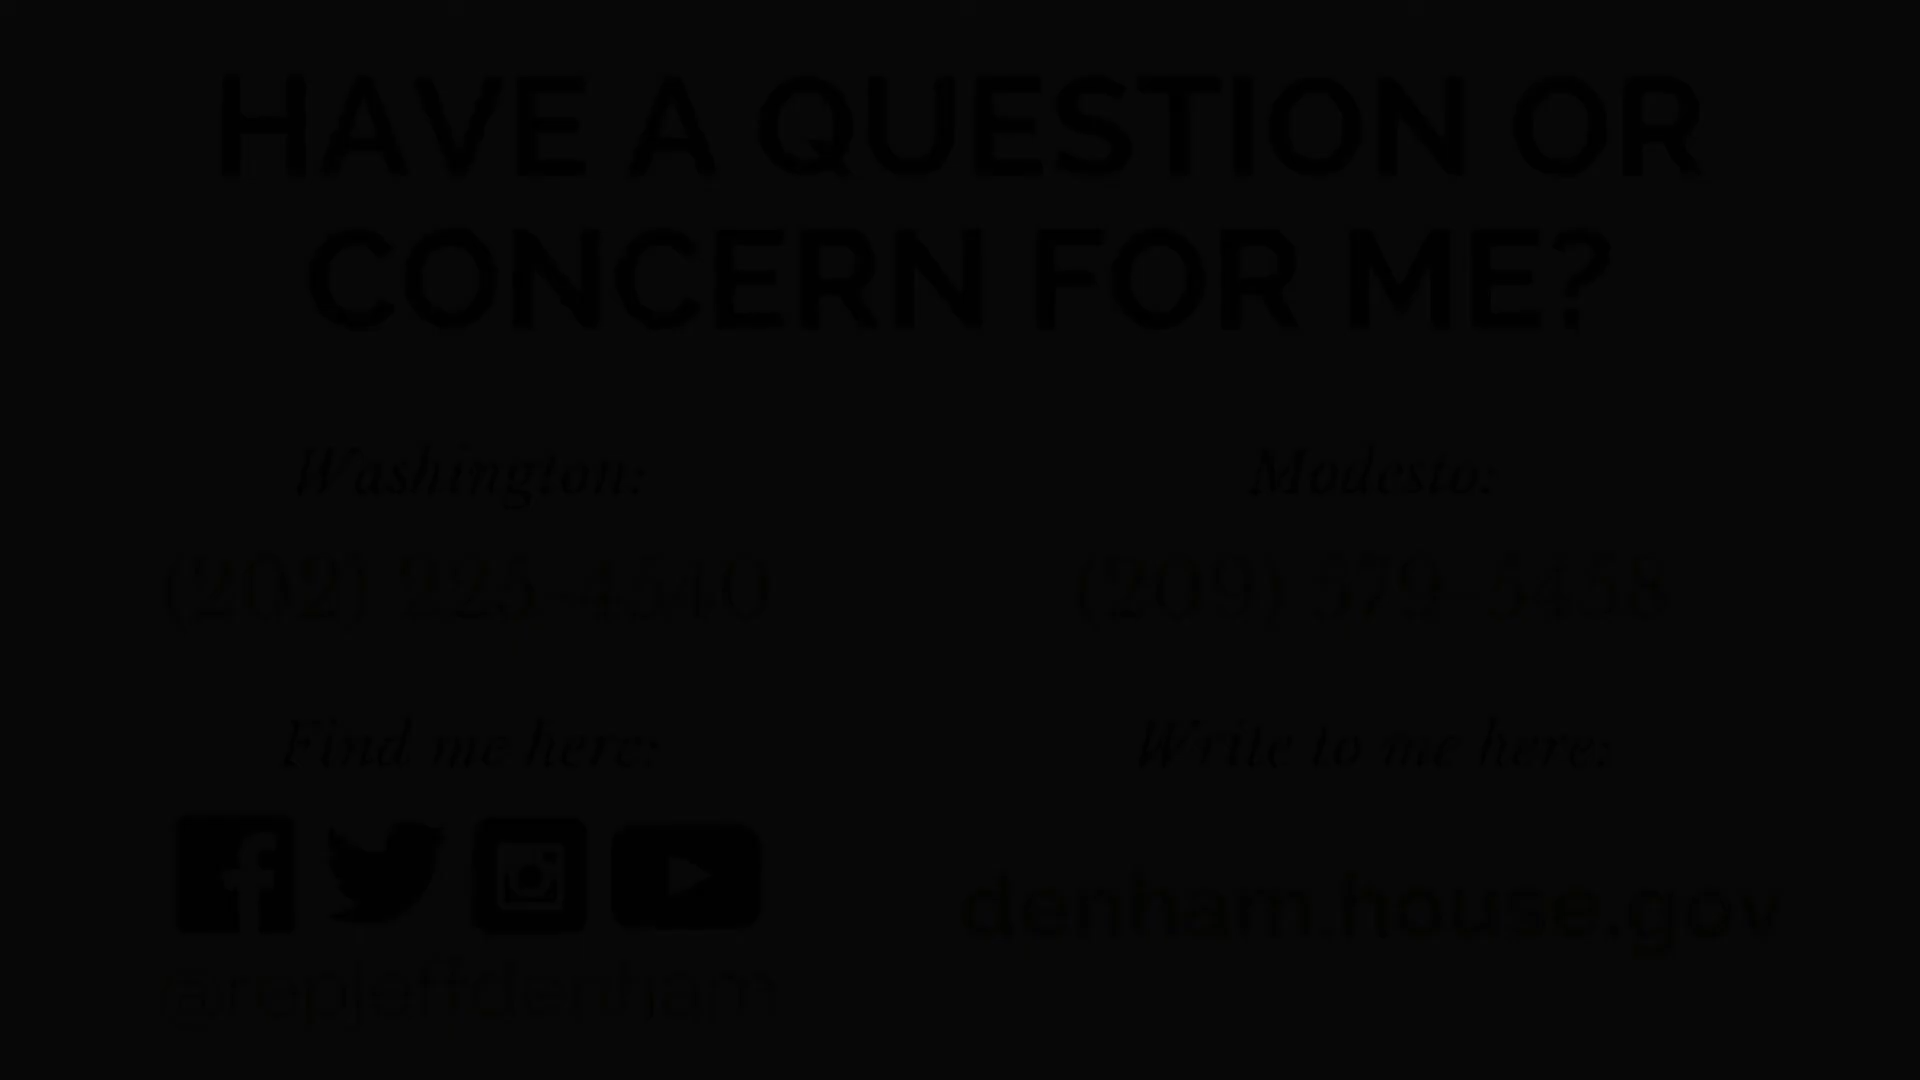 HAVE A QUESTION OR
CONCERN FOR ME?
Washington:
(202) 225-4540
Modesto:
(209) 579-5458
Find me here:
@repjeffdenham
Write to me here:
denham.house.gov